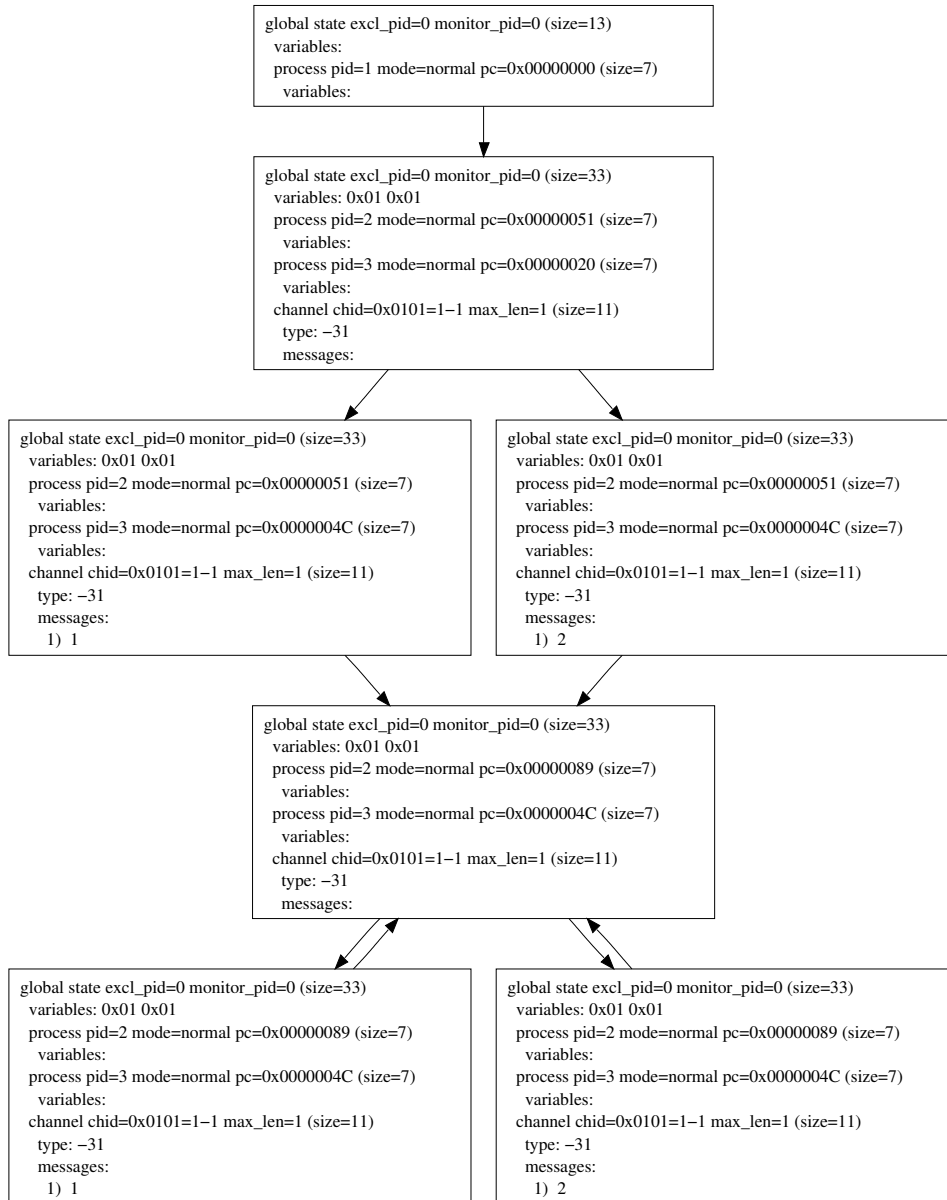 global state excl_pid=0 monitor_pid=0 (size=13)
variables:
process pid=1 mode=normal pc=0x00000000 (size=7)
variables:
global state excl_pid=0 monitor_pid=0 (size=33)
variables: 0x01 0x01
process pid=2 mode=normal pc=0x00000051 (size=7)
variables:
process pid=3 mode=normal pc=0x00000020 (size=7)
variables:
channel chid=0x0101=1−1 max_len=1 (size=11)
type: −31
messages:
global state excl_pid=0 monitor_pid=0 (size=33)
variables: 0x01 0x01
process pid=2 mode=normal pc=0x00000051 (size=7)
variables:
process pid=3 mode=normal pc=0x0000004C (size=7)
variables:
channel chid=0x0101=1−1 max_len=1 (size=11)
type: −31
messages:
1) 1
global state excl_pid=0 monitor_pid=0 (size=33)
variables: 0x01 0x01
process pid=2 mode=normal pc=0x00000051 (size=7)
variables:
process pid=3 mode=normal pc=0x0000004C (size=7)
variables:
channel chid=0x0101=1−1 max_len=1 (size=11)
type: −31
messages:
1) 2
global state excl_pid=0 monitor_pid=0 (size=33)
variables: 0x01 0x01
process pid=2 mode=normal pc=0x00000089 (size=7)
variables:
process pid=3 mode=normal pc=0x0000004C (size=7)
variables:
channel chid=0x0101=1−1 max_len=1 (size=11)
type: −31
messages:
global state excl_pid=0 monitor_pid=0 (size=33)
variables: 0x01 0x01
process pid=2 mode=normal pc=0x00000089 (size=7)
variables:
process pid=3 mode=normal pc=0x0000004C (size=7)
variables:
channel chid=0x0101=1−1 max_len=1 (size=11)
type: −31
messages:
1) 1
global state excl_pid=0 monitor_pid=0 (size=33)
variables: 0x01 0x01
process pid=2 mode=normal pc=0x00000089 (size=7)
variables:
process pid=3 mode=normal pc=0x0000004C (size=7)
variables:
channel chid=0x0101=1−1 max_len=1 (size=11)
type: −31
messages:
1) 2